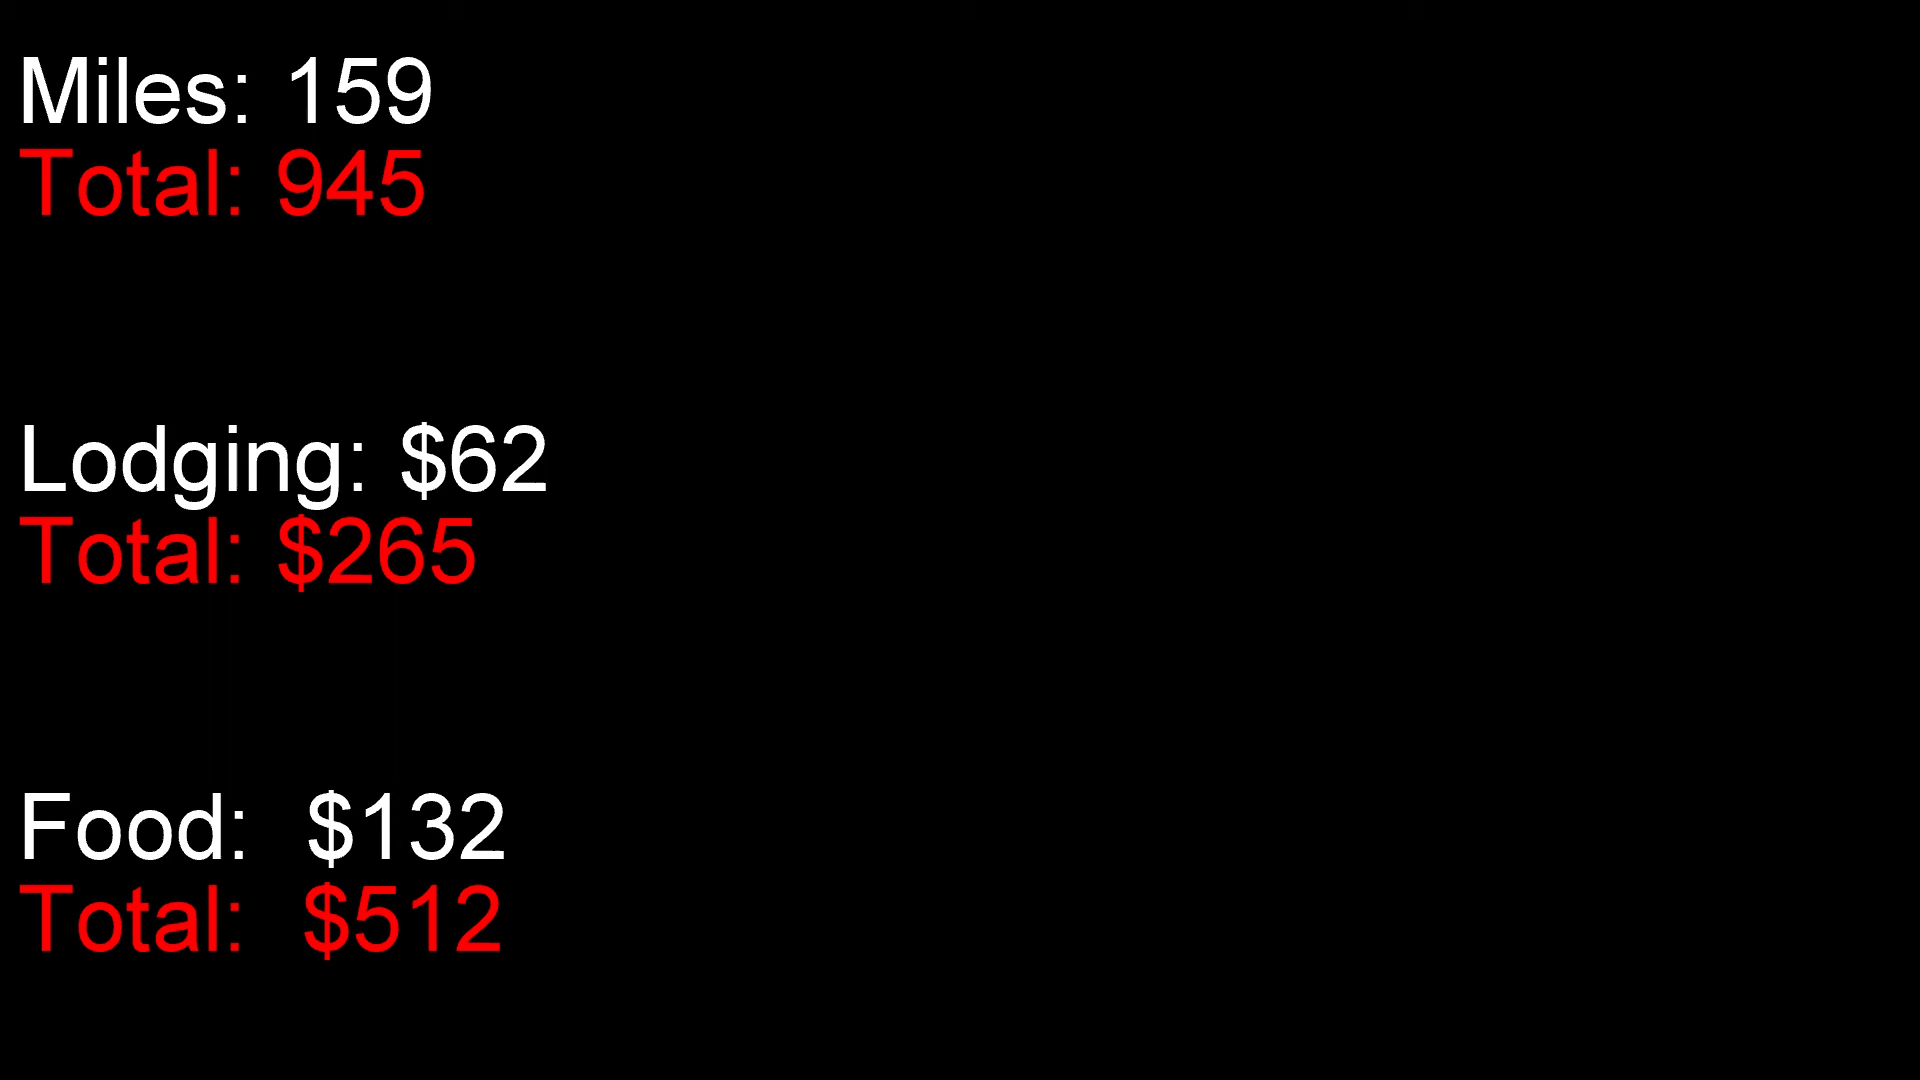 Miles: 159
Total: 945
Lodging: $62
Total: $265
Food:  $132
Total:  $512